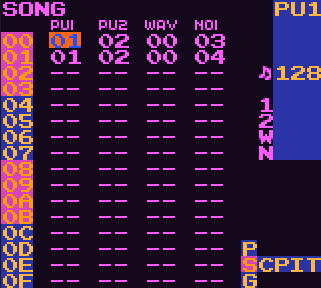 SONG PU1
PU1 PU2 WAV NOI
00 01 02 00 03
01 01 02 00 04
02 -- -- -- -- 128
03 -- -- -- --
04 -- -- -- -- 1
05 -- -- -- -- 2
06 -- -- -- -- W
07 -- -- -- -- N
08 -- -- -- --
09 -- -- -- --
0A -- -- -- --
0B -- -- -- --
0C -- -- -- --
0D -- -- -- -- P
0E -- -- -- -- SCPIT
0F -- -- -- -- G